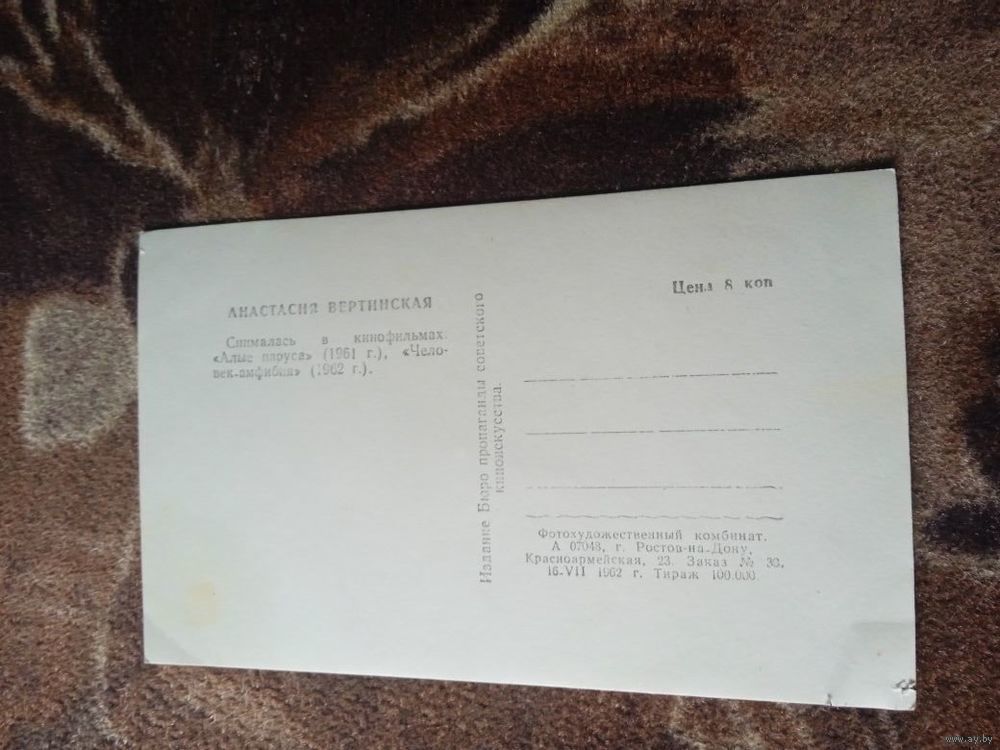 АНАСТАСИЯ ВЕРТИНСКАЯ
Снималась в кинофильмах:
«Алые паруса» (1961 г.), «Чело-
век-амфибия» (1962 г.).
Издание Бюро пропаганды советского
киноискусства.
Цена 8 коп
Фотохудожественный комбинат.
А 07043, г. Ростов-на-Дону,
Красноармейская, 23. Заказ № 33,
16-VII 1962 г. Тираж 100.000
www.ay.by